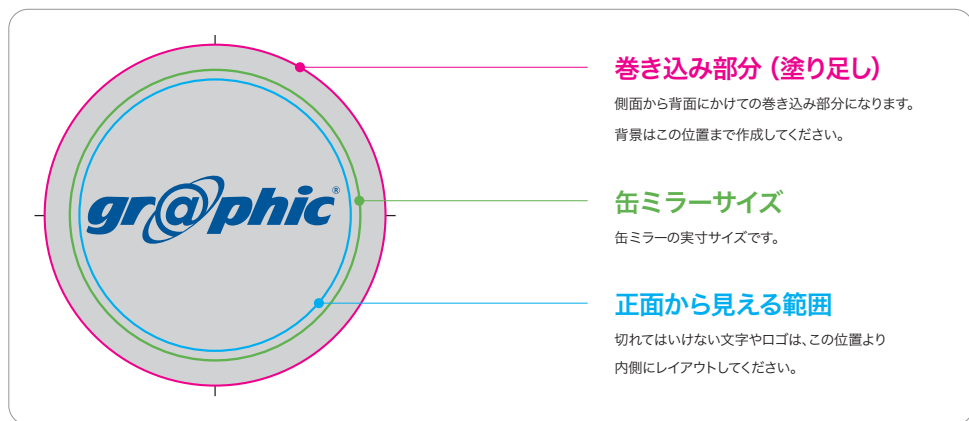 巻き込み部分（塗り足し）
側面から背面にかけての巻き込み部分になります。
背景はこの位置まで作成してください。
gr@phic®
缶ミラーサイズ
缶ミラーの実寸サイズです。
正面から見える範囲
切れてはいけない文字やロゴは、この位置より
内側にレイアウトしてください。